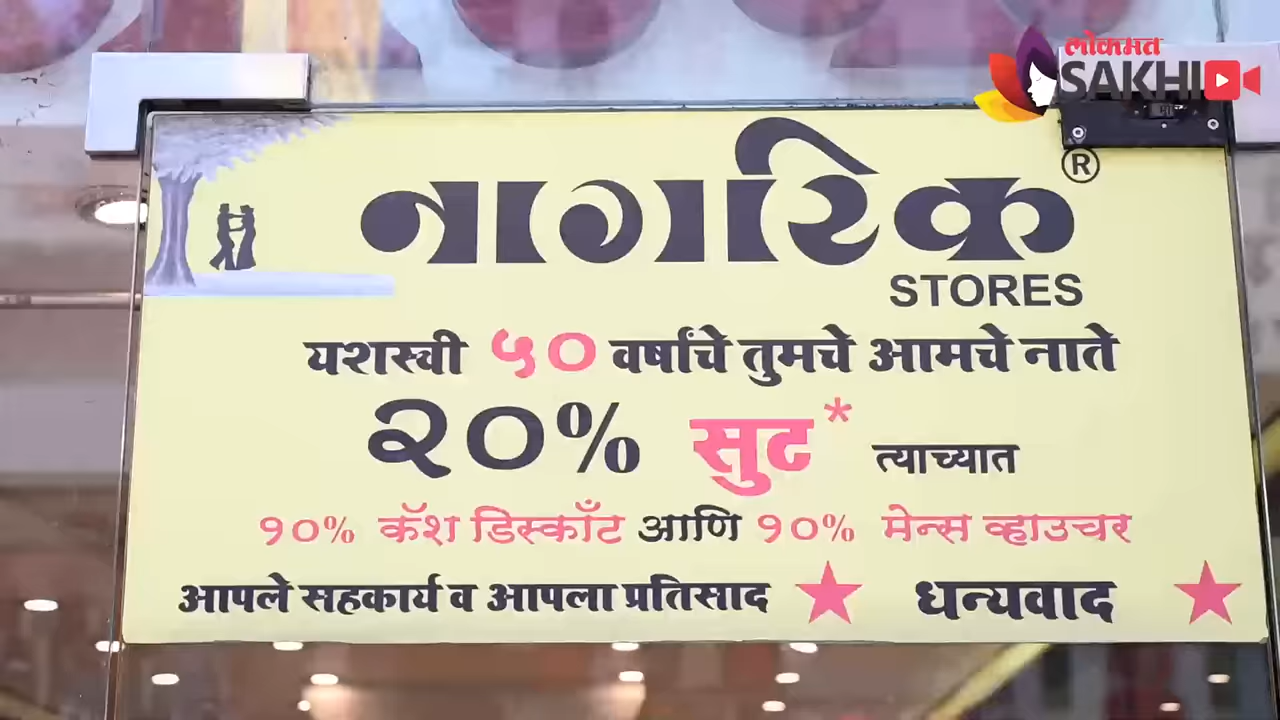 लोकमत
SAKHI
नागरिक®
STORES
यशस्वी ५० वर्षांचे तुमचे आमचे नाते
२०% सुट* त्याच्यात
१०% कॅश डिस्कॉंट आणि १०% मेन्स व्हाउचर
आपले सहकार्य व आपला प्रतिसाद ★ धन्यवाद ★